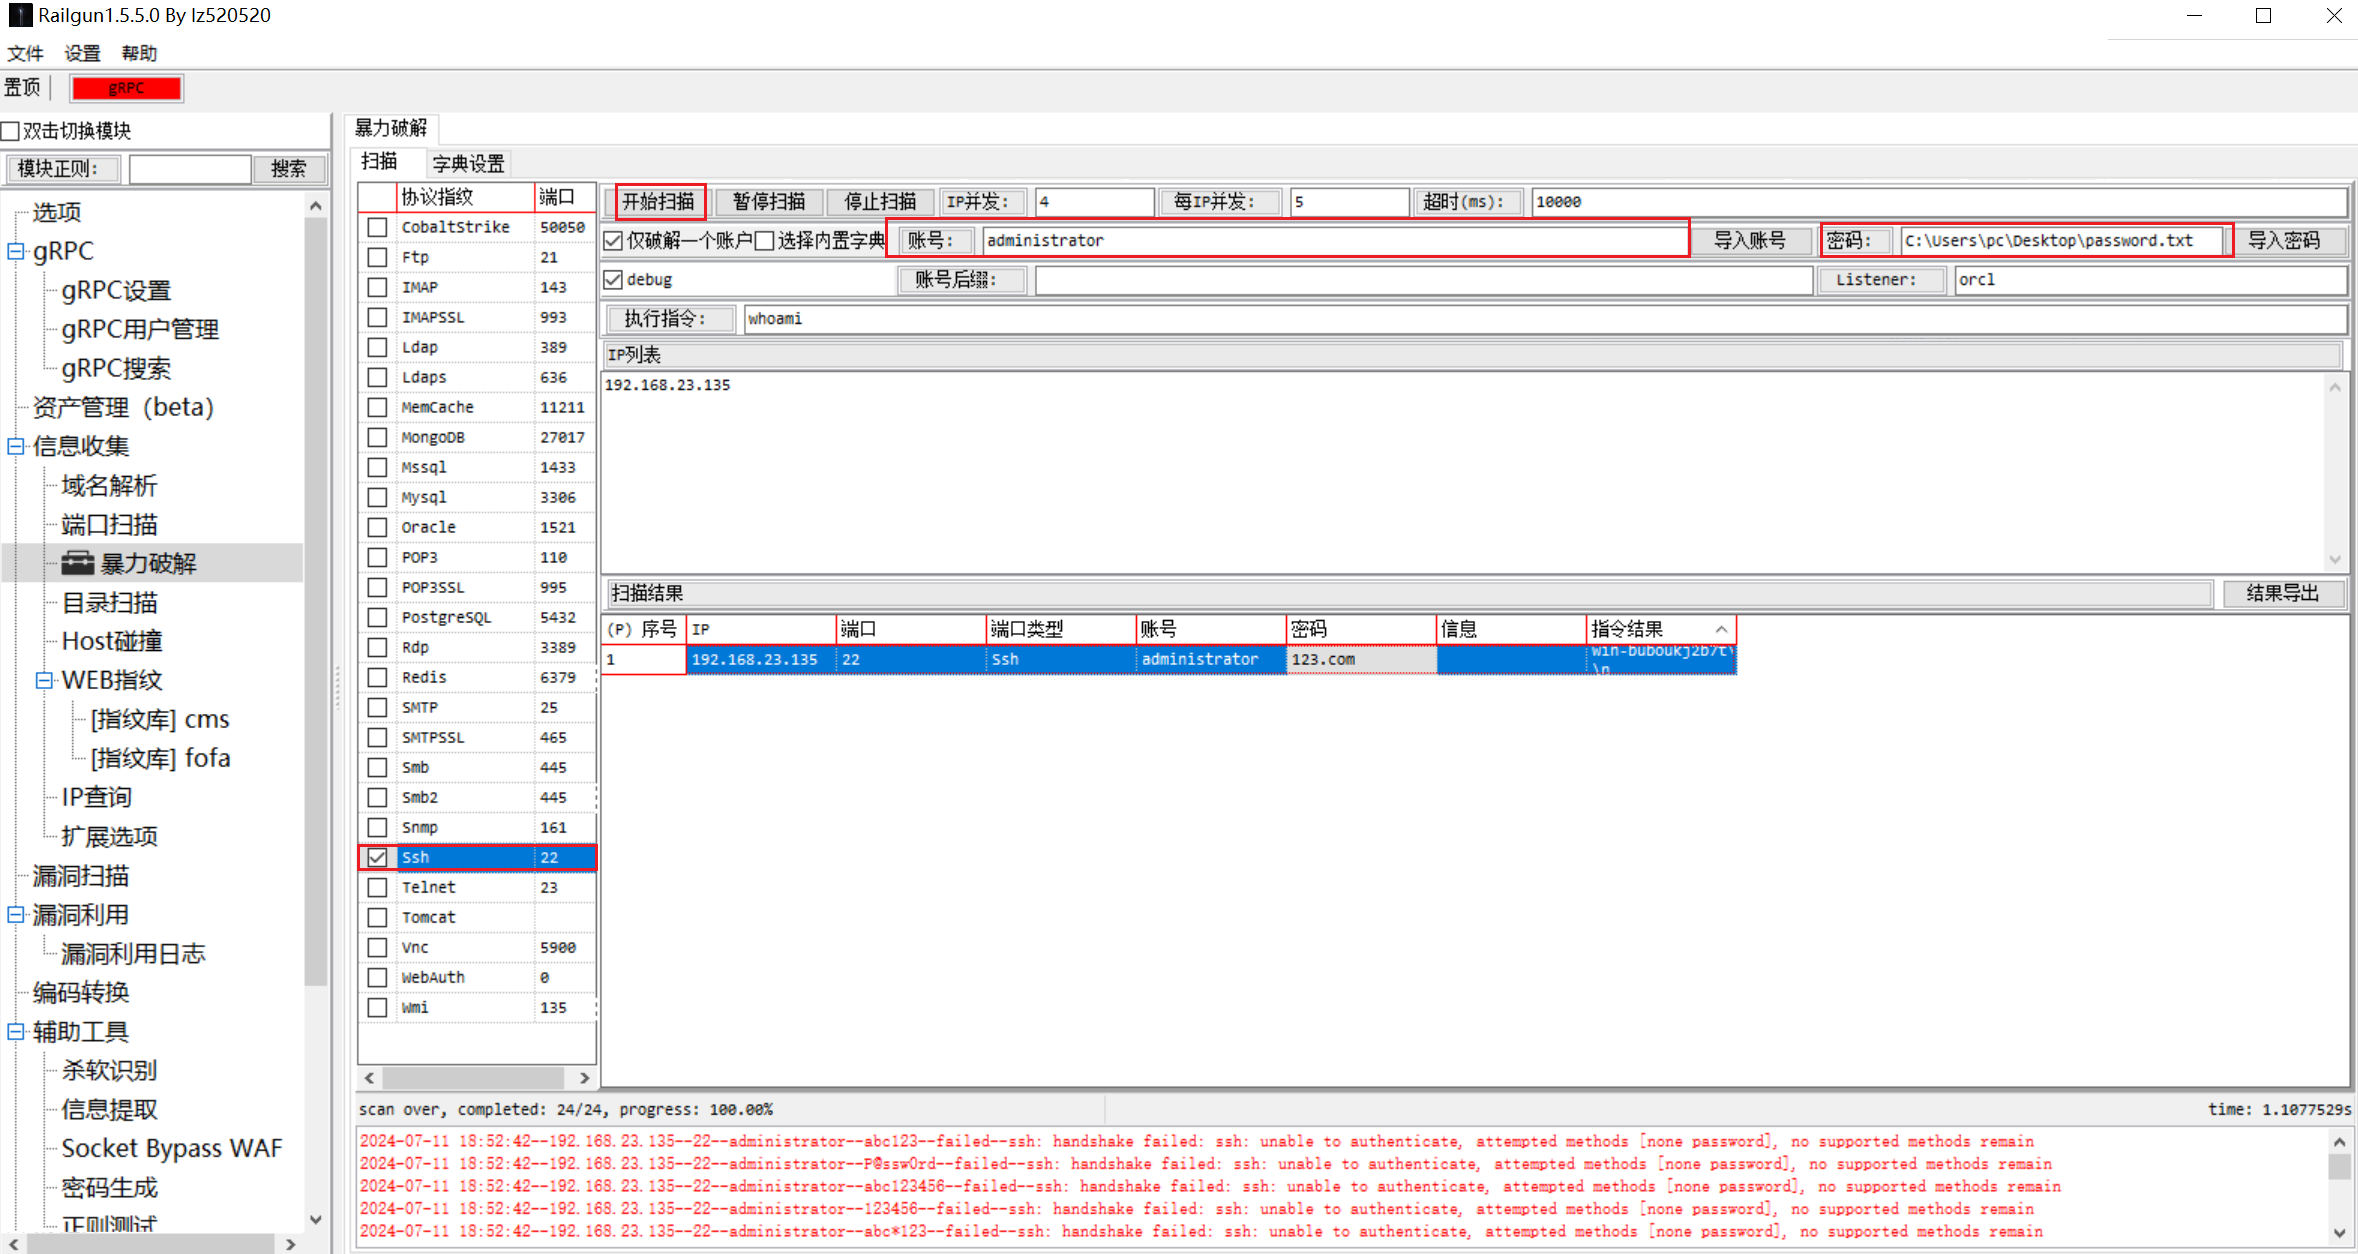 Railgun1.5.5.0 By lz520520
文件 设置 帮助
置顶 gRPC
双击切换模块
模块正则: 搜索
选项
gRPC
gRPC设置
gRPC用户管理
gRPC搜索
资产管理（beta）
信息收集
域名解析
端口扫描
暴力破解
目录扫描
Host碰撞
WEB指纹
[指纹库] cms
[指纹库] fofa
IP查询
扩展选项
漏洞扫描
漏洞利用
漏洞利用日志
编码转换
辅助工具
杀软识别
信息提取
Socket Bypass WAF
密码生成
正则测试
暴力破解
扫描 字典设置
协议指纹 端口
CobaltStrike 50050
Ftp 21
IMAP 143
IMAPSSL 993
Ldap 389
Ldaps 636
MemCache 11211
MongoDB 27017
Mssql 1433
Mysql 3306
Oracle 1521
POP3 110
POP3SSL 995
PostgreSQL 5432
Rdp 3389
Redis 6379
SMTP 25
SMTPSSL 465
Smb 445
Smb2 445
Snmp 161
Ssh 22
Telnet 23
Tomcat
Vnc 5900
WebAuth 0
Wmi 135
开始扫描 暂停扫描 停止扫描 IP并发: 4 每IP并发: 5 超时(ms): 10000
仅破解一个账户 选择内置字典 账号: administrator 导入账号 密码: C:\Users\pc\Desktop\password.txt 导入密码
debug 账号后缀: Listener: orcl
执行指令: whoami
IP列表
192.168.23.135
扫描结果 结果导出
(P) 序号 IP 端口 端口类型 账号 密码 信息 指令结果
1 192.168.23.135 22 Ssh administrator 123.com win-buboukj2b7t\
\n
scan over, completed: 24/24, progress: 100.00% time: 1.1077529s
2024-07-11 18:52:42--192.168.23.135--22--administrator--abc123--failed--ssh: handshake failed: ssh: unable to authenticate, attempted methods [none password], no supported methods remain
2024-07-11 18:52:42--192.168.23.135--22--administrator--P@ssw0rd--failed--ssh: handshake failed: ssh: unable to authenticate, attempted methods [none password], no supported methods remain
2024-07-11 18:52:42--192.168.23.135--22--administrator--abc123456--failed--ssh: handshake failed: ssh: unable to authenticate, attempted methods [none password], no supported methods remain
2024-07-11 18:52:42--192.168.23.135--22--administrator--123456--failed--ssh: handshake failed: ssh: unable to authenticate, attempted methods [none password], no supported methods remain
2024-07-11 18:52:42--192.168.23.135--22--administrator--abc*123--failed--ssh: handshake failed: ssh: unable to authenticate, attempted methods [none password], no supported methods remain